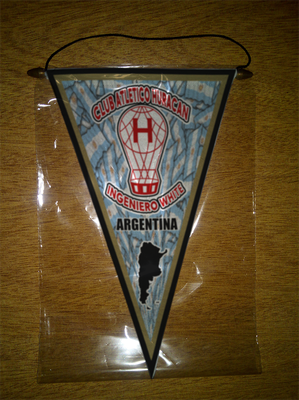 CLUB ATLETICO HURACAN
H
INGENIERO WHITE
ARGENTINA